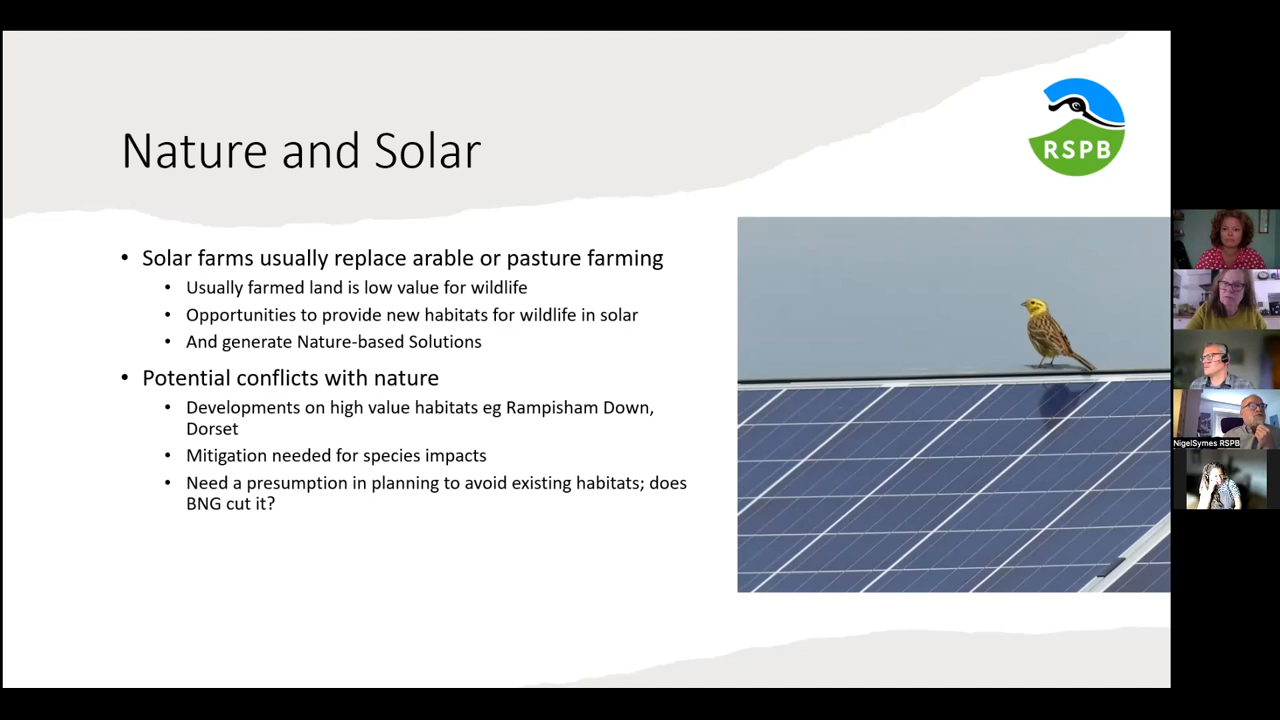 Nature and Solar
RSPB
• Solar farms usually replace arable or pasture farming
• Usually farmed land is low value for wildlife
• Opportunities to provide new habitats for wildlife in solar
• And generate Nature-based Solutions
• Potential conflicts with nature
• Developments on high value habitats eg Rampisham Down,
Dorset
• Mitigation needed for species impacts
• Need a presumption in planning to avoid existing habitats; does
BNG cut it?
NigelSymes RSPB